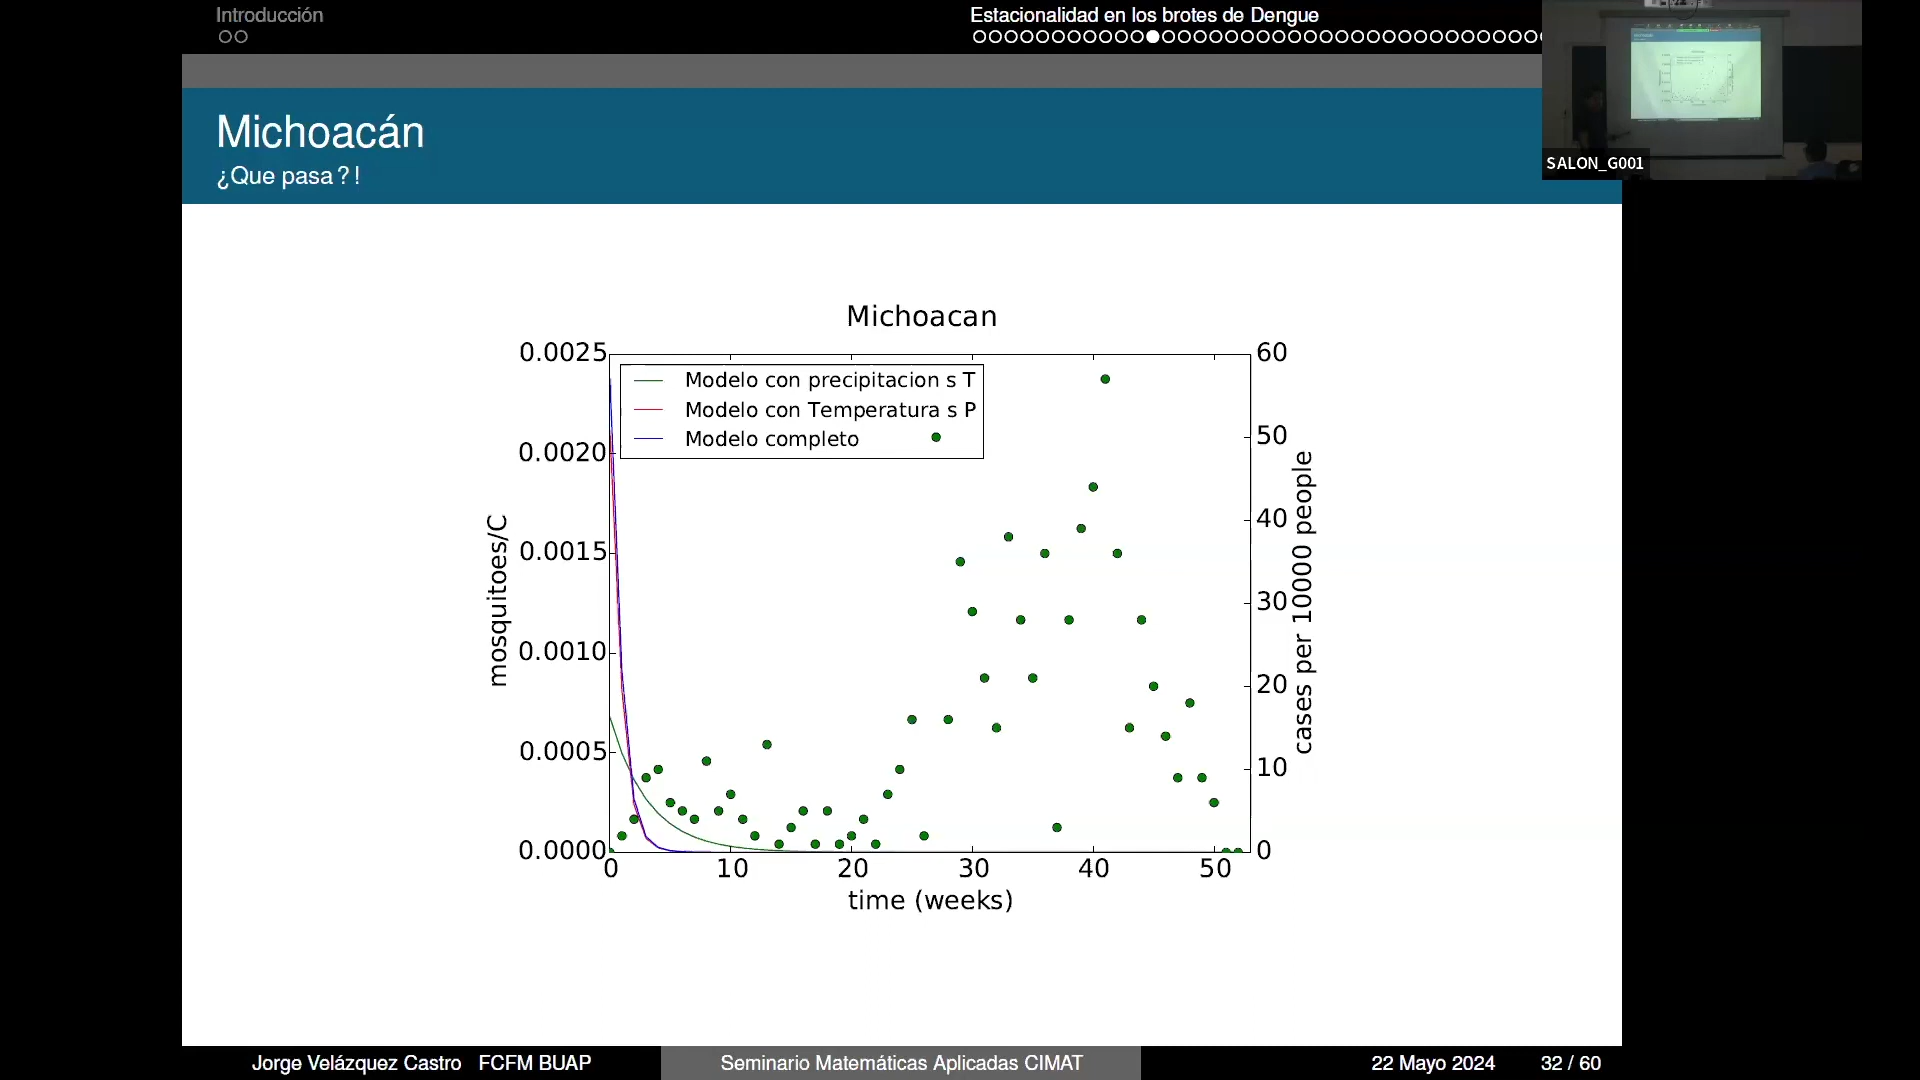 Introducción
Estacionalidad en los brotes de Dengue
SALON_G001
Michoacán
¿Que pasa?!
Michoacan
Modelo con precipitacion s T
Modelo con Temperatura s P
Modelo completo
0.0025
0.0020
0.0015
0.0010
0.0005
0.0000
mosquitoes/C
60
50
40
30
20
10
0
cases per 10000 people
0 10 20 30 40 50
time (weeks)
Jorge Velázquez Castro FCFM BUAP Seminario Matemáticas Aplicadas CIMAT 22 Mayo 2024 32 / 60